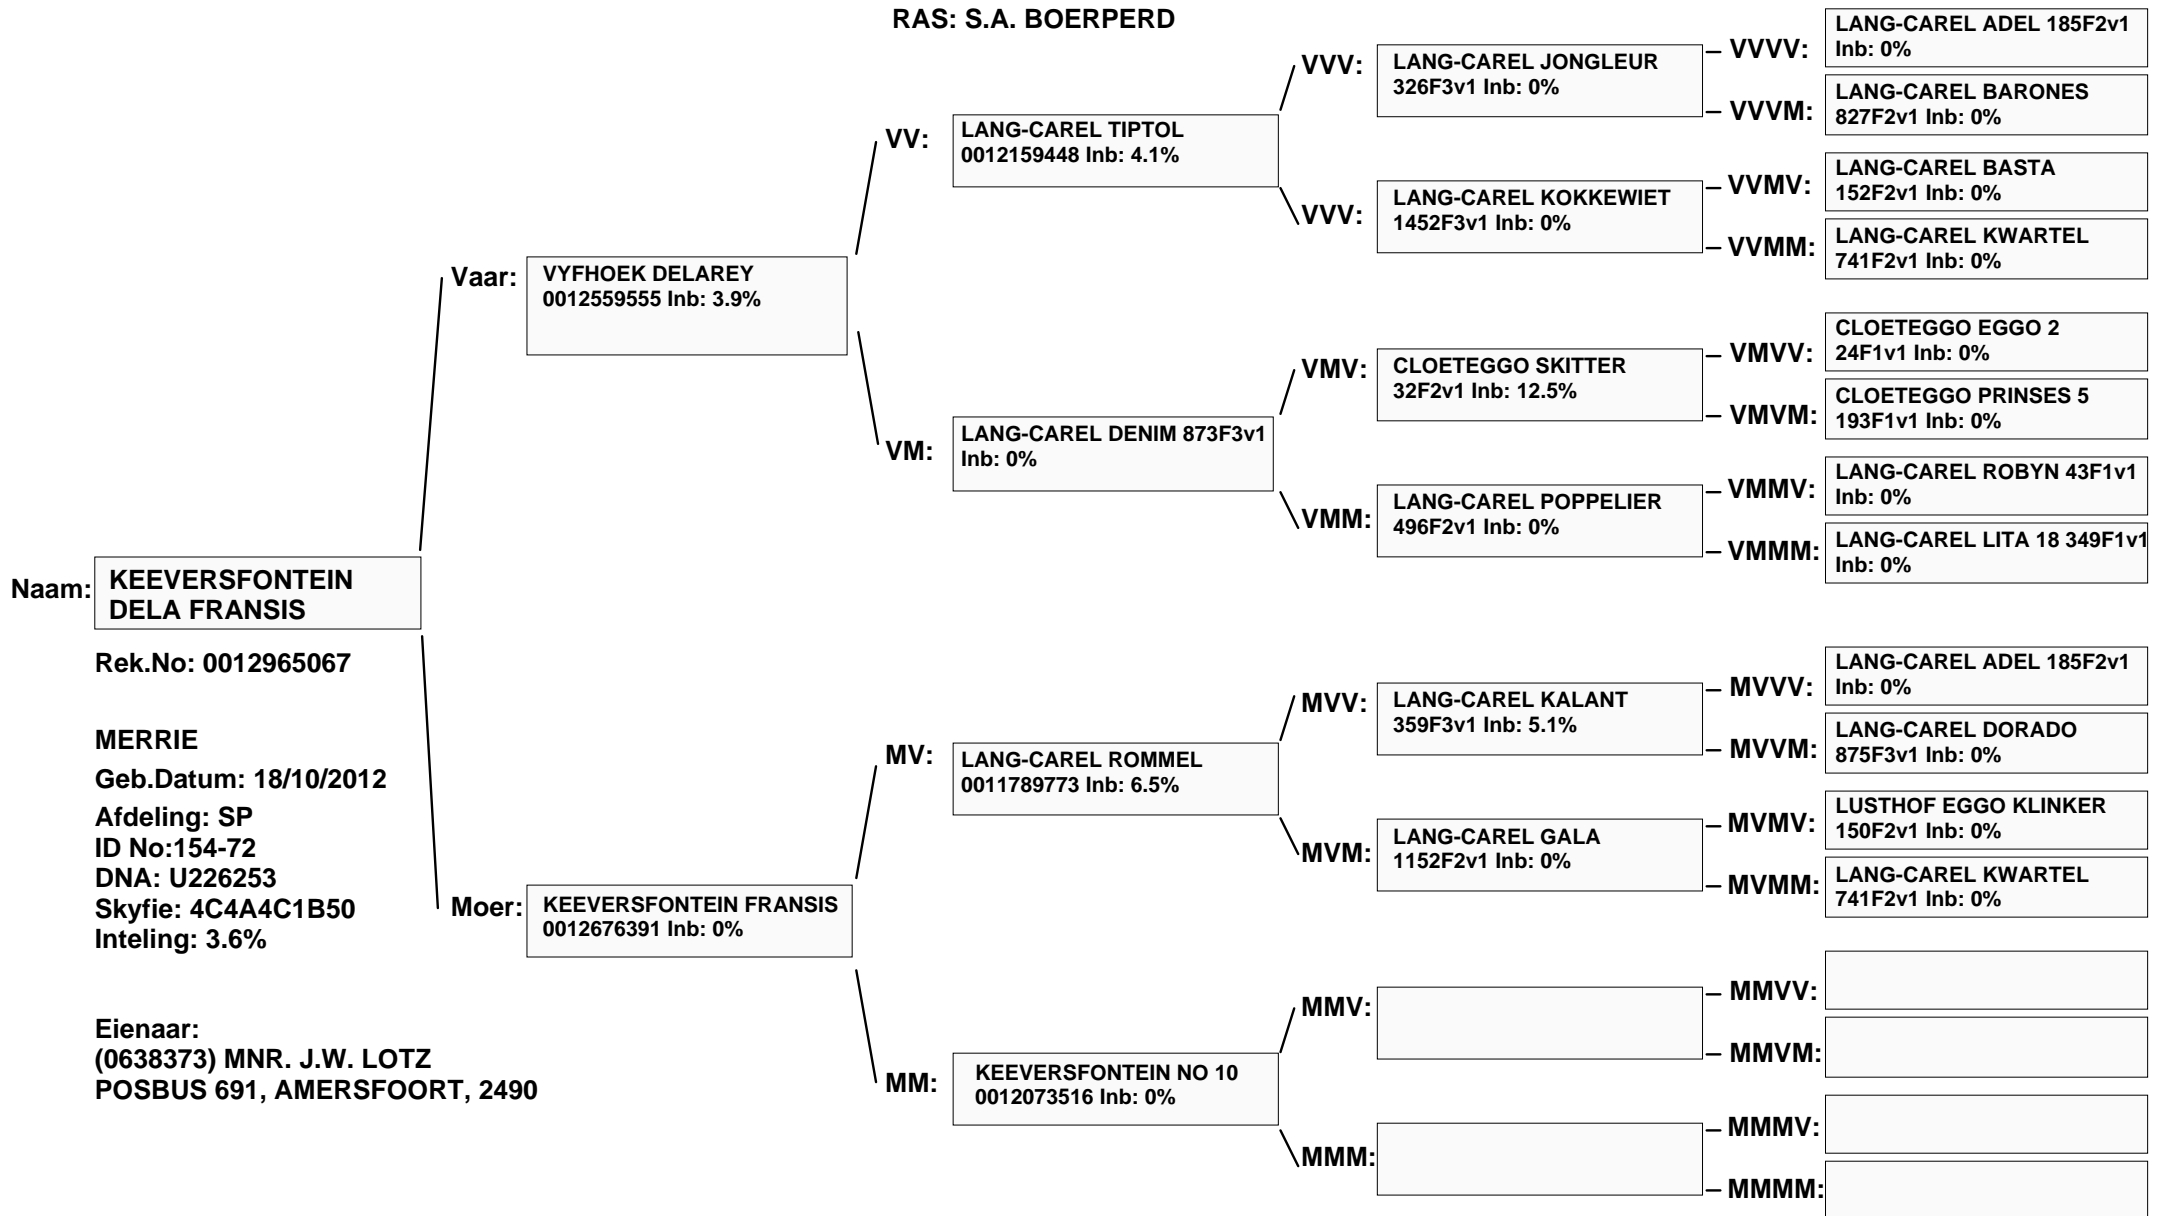 RAS: S.A. BOERPERD
Naam:
KEEVERSFONTEIN
DELA FRANSIS
Rek.No: 0012965067
MERRIE
Geb.Datum: 18/10/2012
Afdeling: SP
ID No:154-72
DNA: U226253
Skyfie: 4C4A4C1B50
Inteling: 3.6%
Eienaar:
(0638373) MNR. J.W. LOTZ
POSBUS 691, AMERSFOORT, 2490
Vaar:
VYFHOEK DELAREY
0012559555 Inb: 3.9%
Moer:
KEEVERSFONTEIN FRANSIS
0012676391 Inb: 0%
VV:
LANG-CAREL TIPTOL
0012159448 Inb: 4.1%
VM:
LANG-CAREL DENIM 873F3v1
Inb: 0%
MV:
LANG-CAREL ROMMEL
0011789773 Inb: 6.5%
MM:
KEEVERSFONTEIN NO 10
0012073516 Inb: 0%
VVV:
LANG-CAREL JONGLEUR
326F3v1 Inb: 0%
VVV:
LANG-CAREL KOKKEWIET
1452F3v1 Inb: 0%
VMV:
CLOETEGGO SKITTER
32F2v1 Inb: 12.5%
VMM:
LANG-CAREL POPPELIER
496F2v1 Inb: 0%
MVV:
LANG-CAREL KALANT
359F3v1 Inb: 5.1%
MVM:
LANG-CAREL GALA
1152F2v1 Inb: 0%
MMV:
MMM:
VVVV:
LANG-CAREL ADEL 185F2v1
Inb: 0%
VVVM:
LANG-CAREL BARONES
827F2v1 Inb: 0%
VVMV:
LANG-CAREL BASTA
152F2v1 Inb: 0%
VVMM:
LANG-CAREL KWARTEL
741F2v1 Inb: 0%
VMVV:
CLOETEGGO EGGO 2
24F1v1 Inb: 0%
VMVM:
CLOETEGGO PRINSES 5
193F1v1 Inb: 0%
VMMV:
LANG-CAREL ROBYN 43F1v1
Inb: 0%
VMMM:
LANG-CAREL LITA 18 349F1v1
Inb: 0%
MVVV:
LANG-CAREL ADEL 185F2v1
Inb: 0%
MVVM:
LANG-CAREL DORADO
875F3v1 Inb: 0%
MVMV:
LUSTHOF EGGO KLINKER
150F2v1 Inb: 0%
MVMM:
LANG-CAREL KWARTEL
741F2v1 Inb: 0%
MMVV:
MMVM:
MMMV:
MMMM: